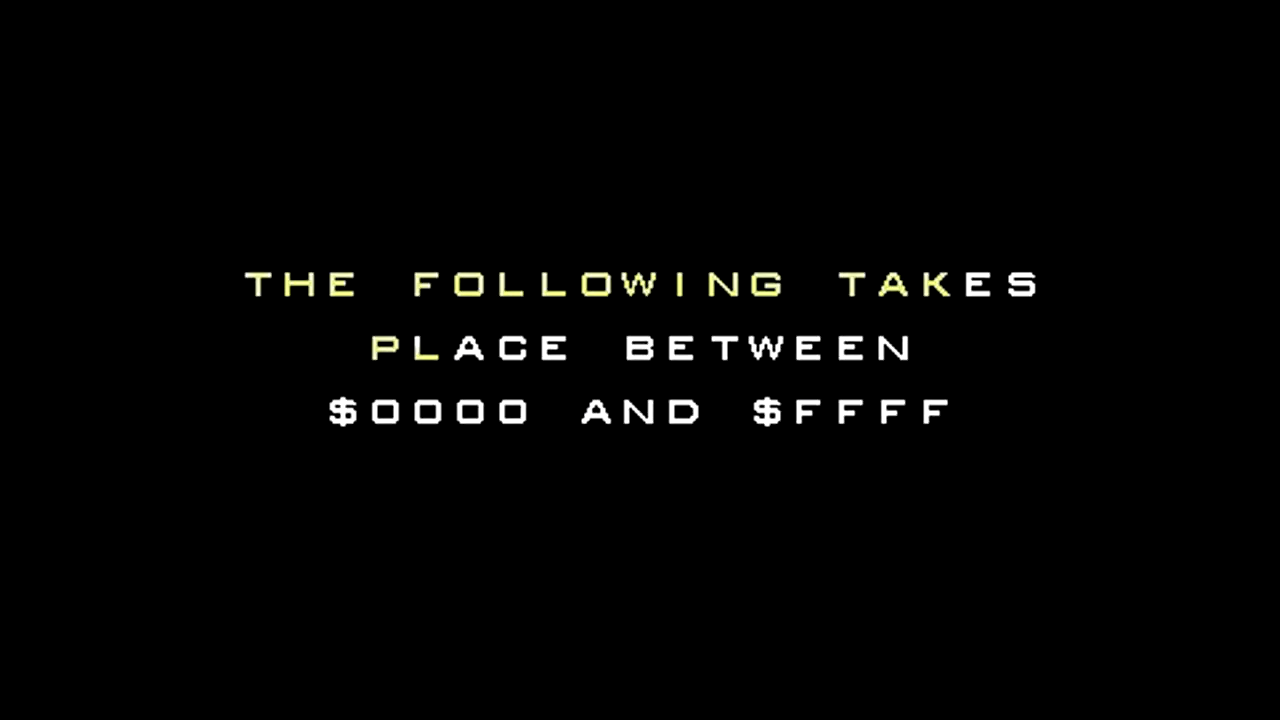 THE FOLLOWING TAKES
PLACE BETWEEN
$0000 AND $FFFF